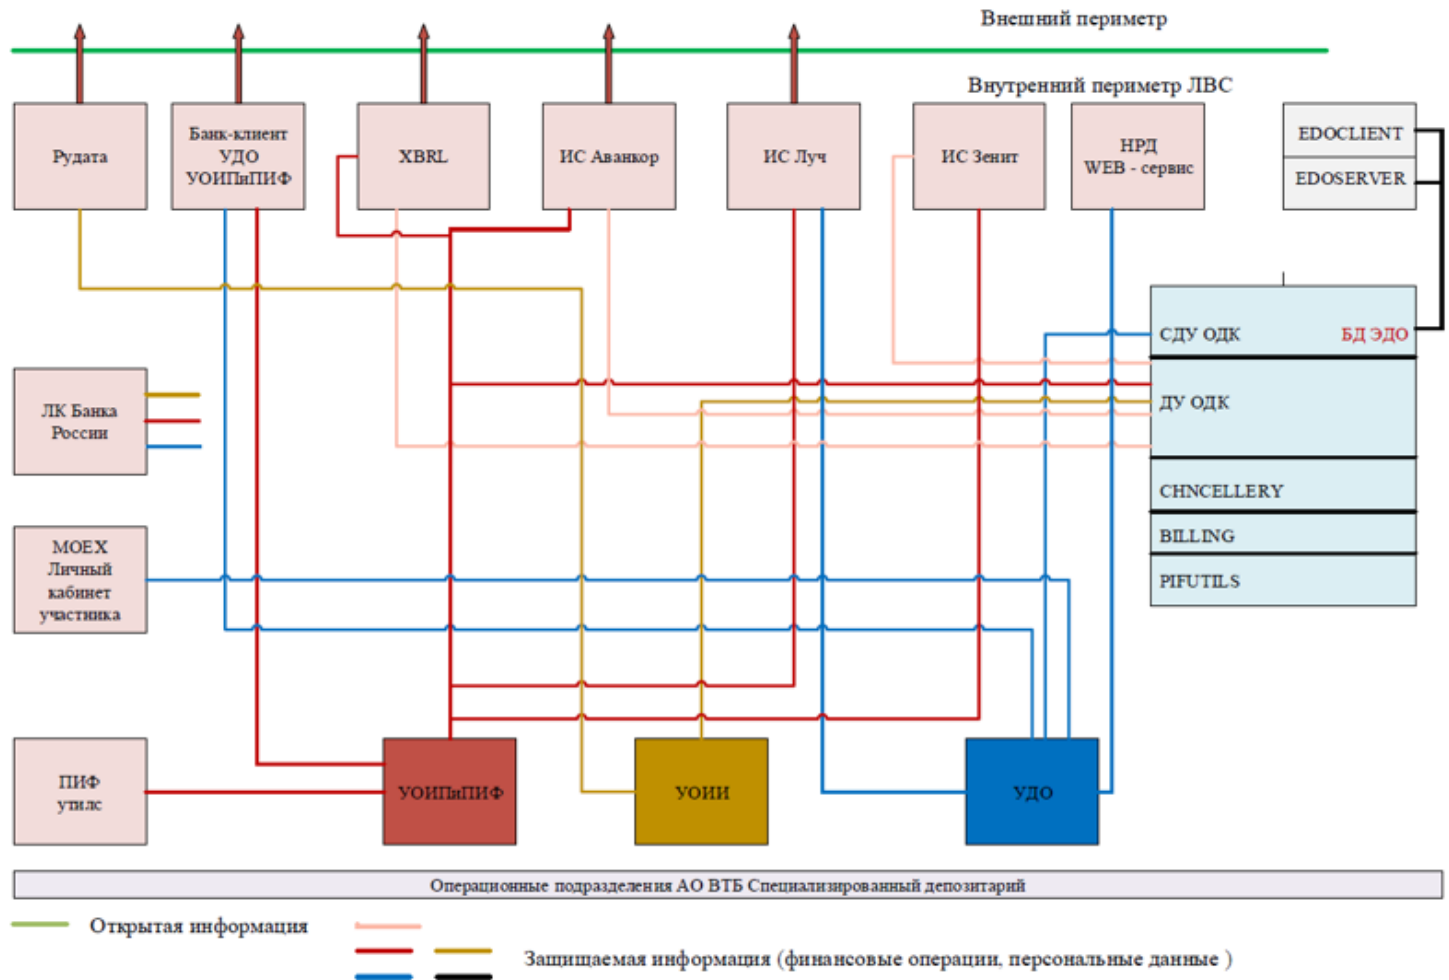 Внешний периметр
Внутренний периметр ЛВС
Рудата
Банк-клиент
УДО
УОИПиПИФ
XBRL
ИС Аванкор
ИС Луч
ИС Зенит
НРД
WEB - сервис
EDOCLIENT
EDOSERVER
СДУ ОДК
БД ЭДО
ДУ ОДК
CHNCELLERY
BILLING
PIFUTILS
ЛК Банка
России
МОЕХ
Личный
кабинет
участника
ПИФ
утилс
УОИПиПИФ
УОИИ
УДО
Операционные подразделения АО ВТБ Специализированный депозитарий
Открытая информация
Защищаемая информация (финансовые операции, персональные данные )